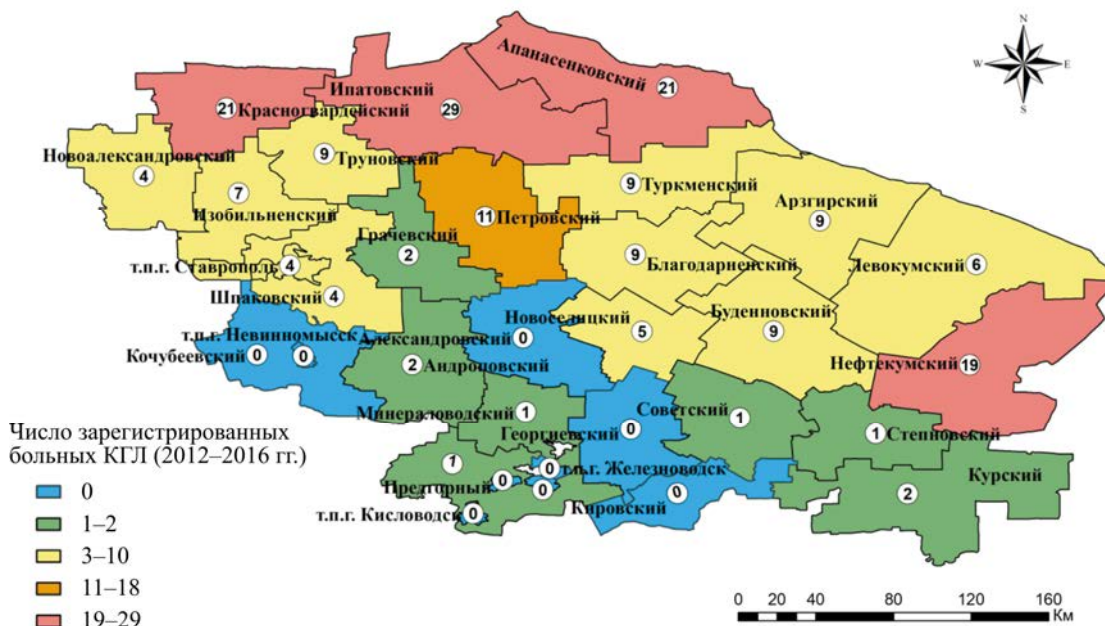 N
W E
S
Апанасенковский
21
Ипатовский
29
21
Красногвардейский
Новоалександровский
4
9
Труновский
7
Изобильненский
9
Туркменский
Арзгирский
9
11
Петровский
Грачевский
2
9
Благодарненский
Левокумский
6
т.п.г. Ставрополь
4
Шпаковский
4
Новоселицкий
Буденновский
5
9
т.п.г. Невинномысск
Александровский
0
Кочубеевский
0
0
2
Андроповский
Нефтекумский
19
Минераловодский
1
Советский
1
Георгиевский
0
1
Степновский
1
0
т.п.г. Железноводск
Курский
Предгорный
0
0
0
2
т.п.г. Кисловодск
0
Кировский
Число зарегистрированных
больных КГЛ (2012–2016 гг.)
0
1–2
3–10
11–18
19–29
0 20 40 80 120 160
Км